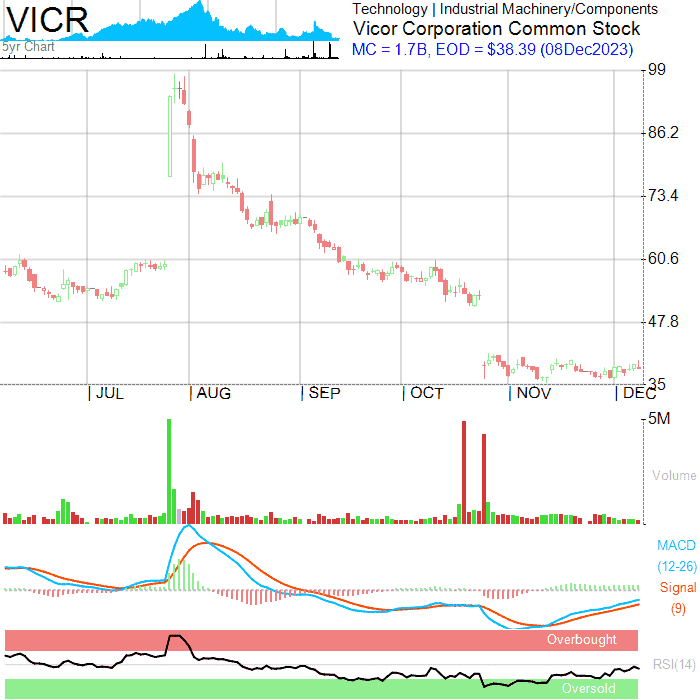 VICR
5yr Chart
Technology | Industrial Machinery/Components
Vicor Corporation Common Stock
MC = 1.7B, EOD = $38.39 (08Dec2023)
99
86.2
73.4
60.6
47.8
35
JUL AUG SEP OCT NOV DEC
5M
Volume
MACD
(12-26)
Signal
(9)
Overbought
RSI(14)
Oversold